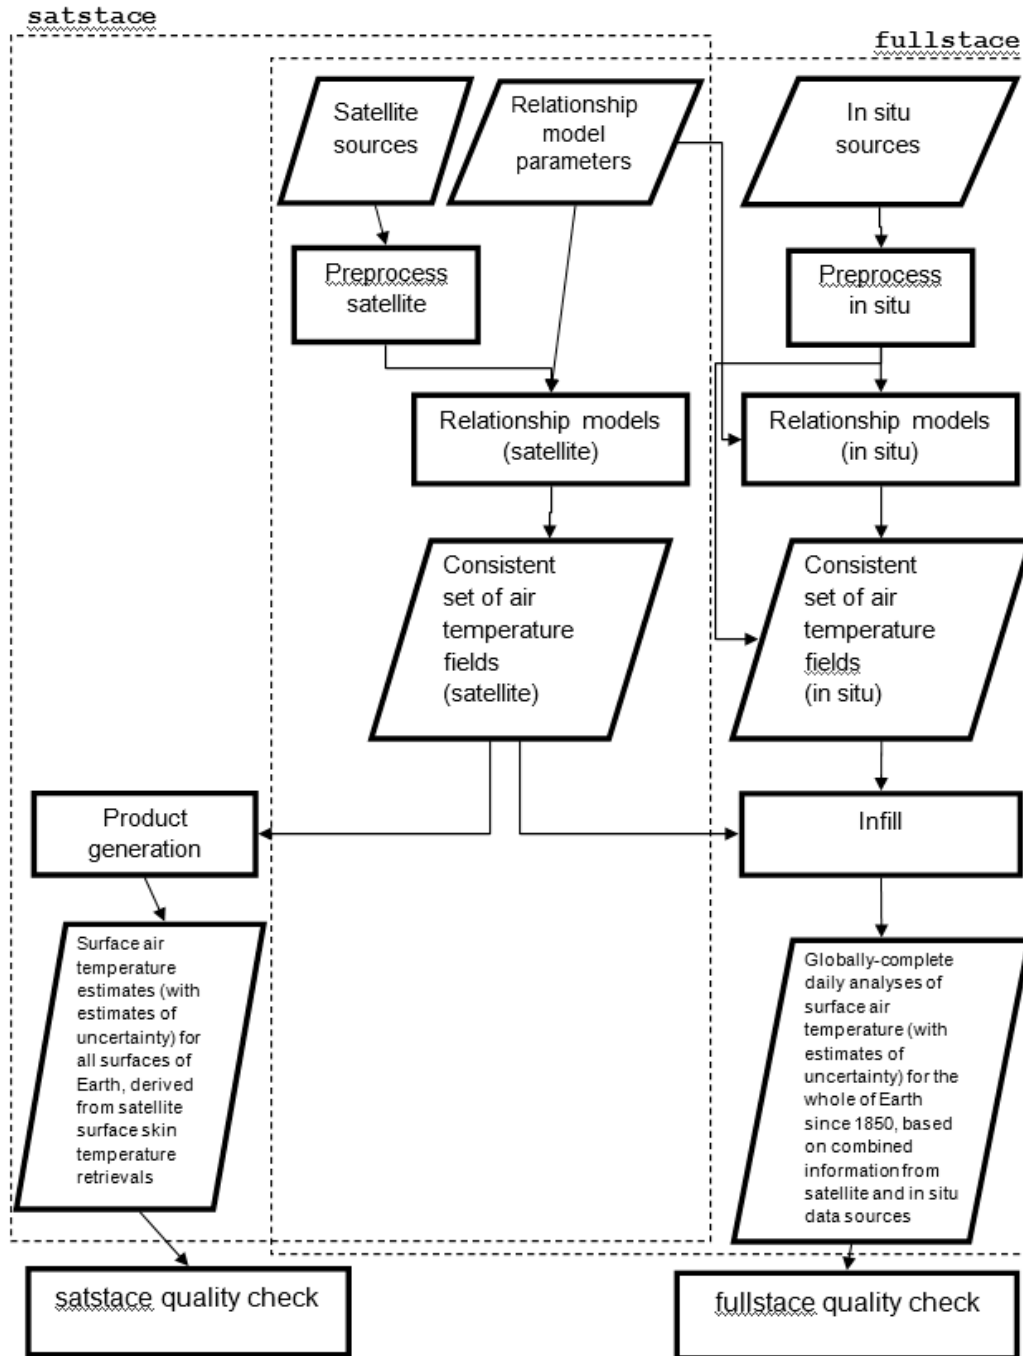 satstace
fullstace
Satellite
sources
Relationship
model
parameters
In situ
sources
Preprocess
satellite
Preprocess
in situ
Relationship models
(satellite)
Relationship models
(in situ)
Consistent
set of air
temperature
fields
(satellite)
Consistent
set of air
temperature
fields
(in situ)
Product
generation
Infill
Surface air
temperature
estimates (with
estimates of
uncertainty) for
all surfaces of
Earth, derived
from satellite
surface skin
temperature
retrievals
Globally-complete
daily analyses of
surface air
temperature (with
estimates of
uncertainty) for the
whole of Earth
since 1850, based
on combined
information from
satellite and in situ
data sources
satstace quality check
fullstace quality check